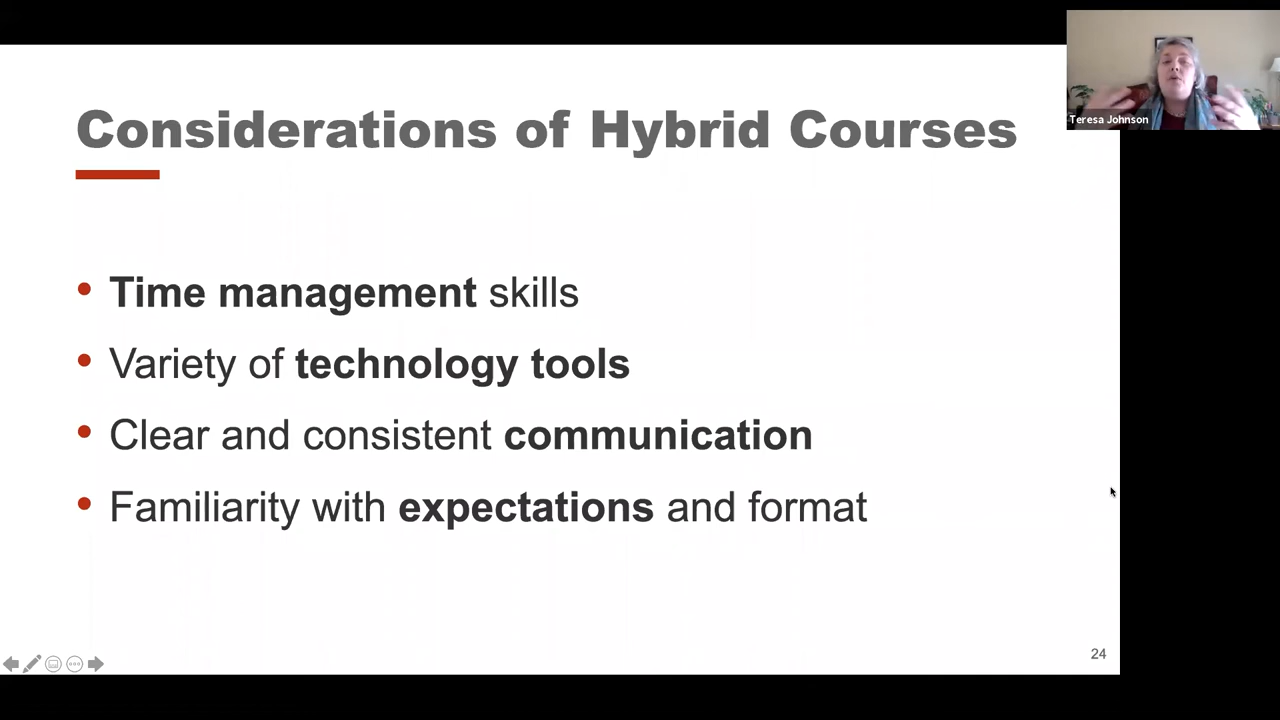 Considerations of Hybrid Courses
Teresa Johnson
• Time management skills
• Variety of technology tools
• Clear and consistent communication
• Familiarity with expectations and format
24